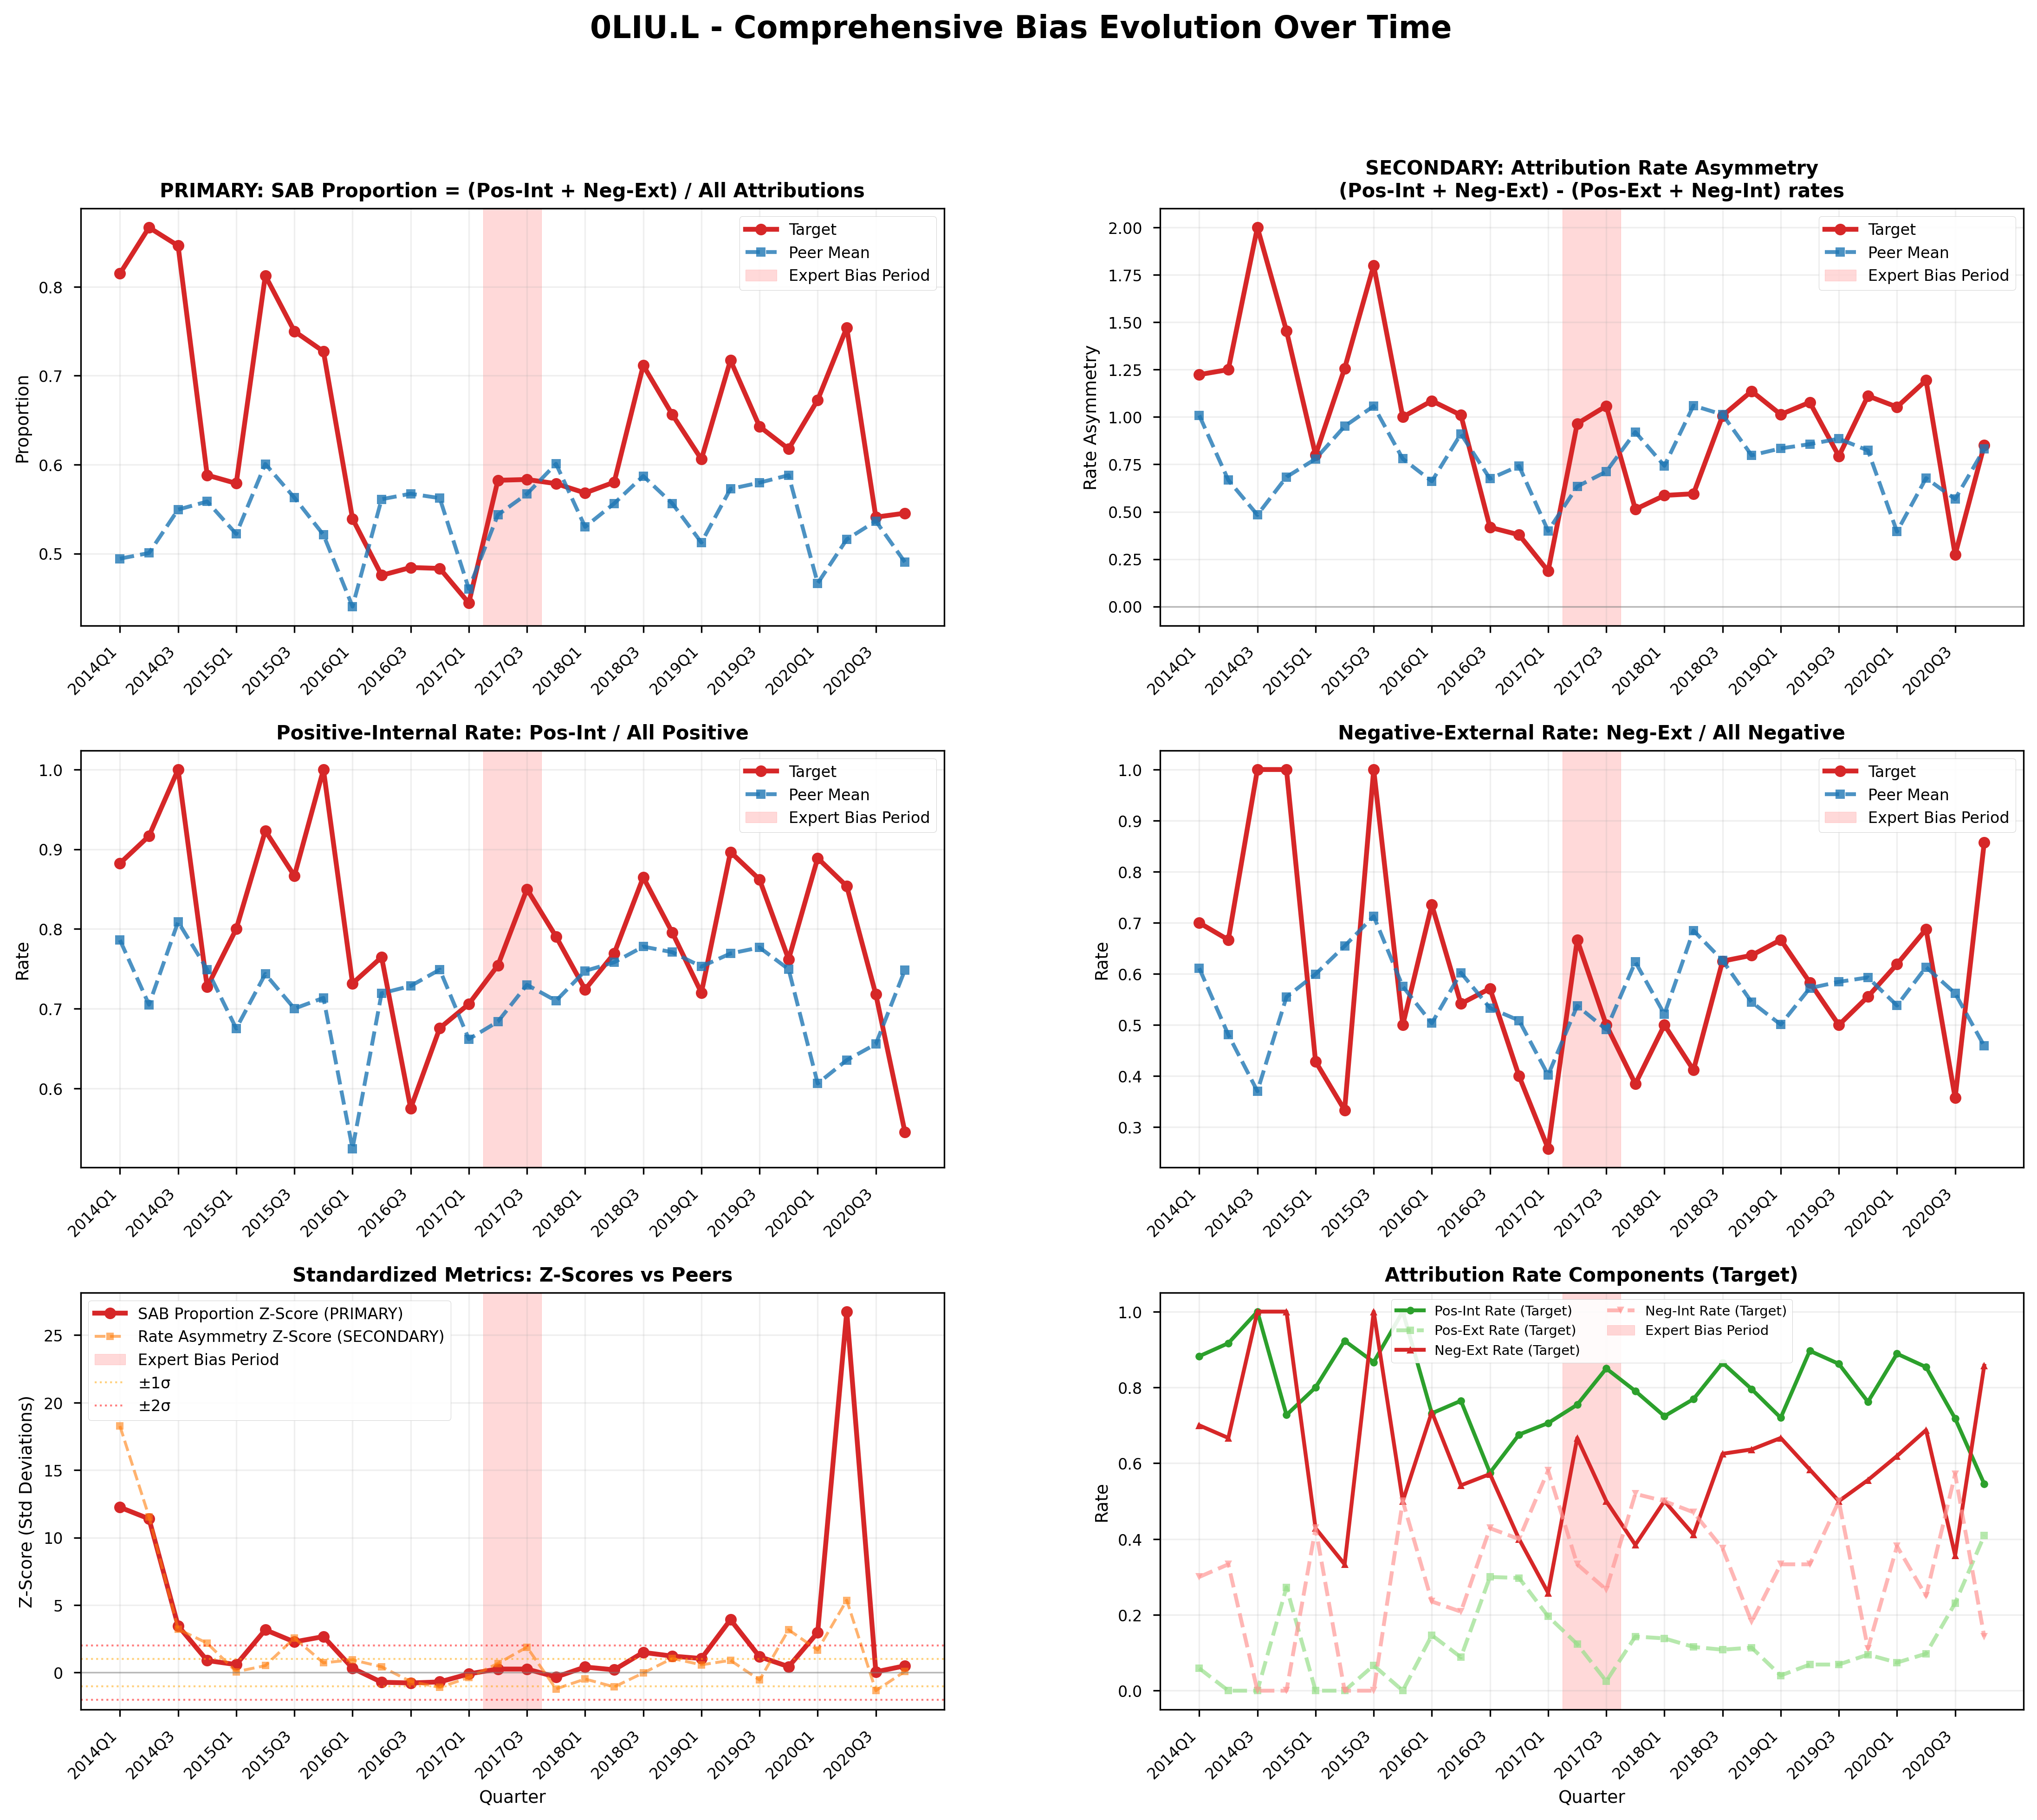 0LIU.L - Comprehensive Bias Evolution Over Time
PRIMARY: SAB Proportion = (Pos-Int + Neg-Ext) / All Attributions
Target
Peer Mean
Expert Bias Period
Proportion
0.8
0.7
0.6
0.5
2014Q1
2014Q3
2015Q1
2015Q3
2016Q1
2016Q3
2017Q1
2017Q3
2018Q1
2018Q3
2019Q1
2019Q3
2020Q1
2020Q3
SECONDARY: Attribution Rate Asymmetry
(Pos-Int + Neg-Ext) - (Pos-Ext + Neg-Int) rates
Target
Peer Mean
Expert Bias Period
Rate Asymmetry
2.00
1.75
1.50
1.25
1.00
0.75
0.50
0.25
0.00
2014Q1
2014Q3
2015Q1
2015Q3
2016Q1
2016Q3
2017Q1
2017Q3
2018Q1
2018Q3
2019Q1
2019Q3
2020Q1
2020Q3
Positive-Internal Rate: Pos-Int / All Positive
Target
Peer Mean
Expert Bias Period
Rate
1.0
0.9
0.8
0.7
0.6
2014Q1
2014Q3
2015Q1
2015Q3
2016Q1
2016Q3
2017Q1
2017Q3
2018Q1
2018Q3
2019Q1
2019Q3
2020Q1
2020Q3
Negative-External Rate: Neg-Ext / All Negative
Target
Peer Mean
Expert Bias Period
Rate
1.0
0.9
0.8
0.7
0.6
0.5
0.4
0.3
2014Q1
2014Q3
2015Q1
2015Q3
2016Q1
2016Q3
2017Q1
2017Q3
2018Q1
2018Q3
2019Q1
2019Q3
2020Q1
2020Q3
Standardized Metrics: Z-Scores vs Peers
SAB Proportion Z-Score (PRIMARY)
Rate Asymmetry Z-Score (SECONDARY)
Expert Bias Period
±1σ
±2σ
Z-Score (Std Deviations)
25
20
15
10
5
0
2014Q1
2014Q3
2015Q1
2015Q3
2016Q1
2016Q3
2017Q1
2017Q3
2018Q1
2018Q3
2019Q1
2019Q3
2020Q1
2020Q3
Quarter
Attribution Rate Components (Target)
Pos-Int Rate (Target)
Pos-Ext Rate (Target)
Neg-Ext Rate (Target)
Neg-Int Rate (Target)
Expert Bias Period
Rate
1.0
0.8
0.6
0.4
0.2
0.0
2014Q1
2014Q3
2015Q1
2015Q3
2016Q1
2016Q3
2017Q1
2017Q3
2018Q1
2018Q3
2019Q1
2019Q3
2020Q1
2020Q3
Quarter